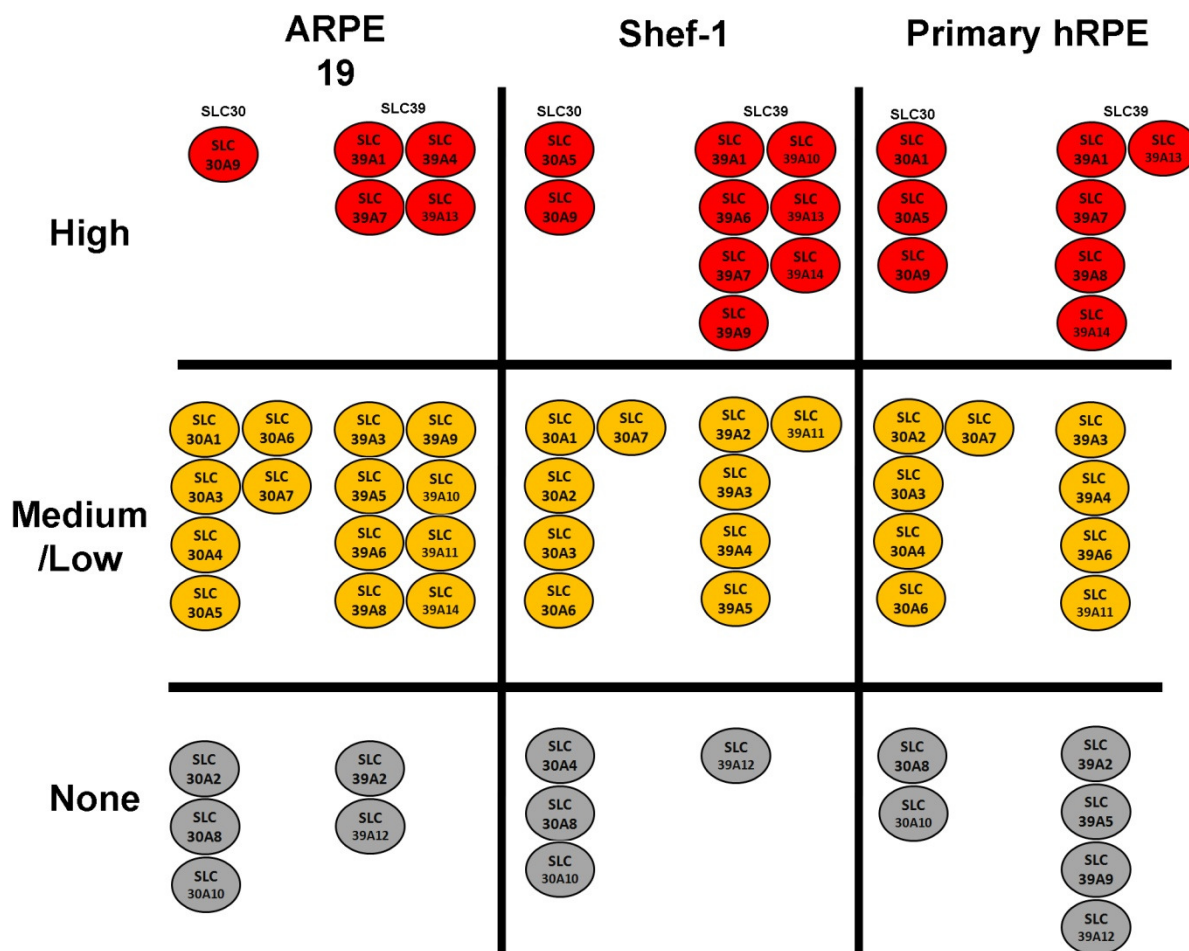 ARPE
19
Shef-1
Primary hRPE
High
SLC30
SLC
30A9
SLC39
SLC
39A1
SLC
39A4
SLC
39A7
SLC
39A13
SLC30
SLC
30A5
SLC
30A9
SLC39
SLC
39A1
SLC
39A10
SLC
39A6
SLC
39A13
SLC
39A7
SLC
39A14
SLC
39A9
SLC30
SLC
30A1
SLC
30A5
SLC
30A9
SLC39
SLC
39A1
SLC
39A13
SLC
39A7
SLC
39A8
SLC
39A14
Medium
/Low
SLC
30A1
SLC
30A6
SLC
30A3
SLC
30A7
SLC
30A4
SLC
30A5
SLC
39A3
SLC
39A9
SLC
39A5
SLC
39A10
SLC
39A6
SLC
39A11
SLC
39A8
SLC
39A14
SLC
30A1
SLC
30A7
SLC
30A2
SLC
30A3
SLC
30A6
SLC
39A2
SLC
39A11
SLC
39A3
SLC
39A4
SLC
39A5
SLC
30A2
SLC
30A7
SLC
30A3
SLC
30A4
SLC
30A6
SLC
39A3
SLC
39A4
SLC
39A6
SLC
39A11
None
SLC
30A2
SLC
30A8
SLC
30A10
SLC
39A2
SLC
39A12
SLC
30A4
SLC
30A8
SLC
30A10
SLC
39A12
SLC
30A8
SLC
30A10
SLC
39A2
SLC
39A5
SLC
39A9
SLC
39A12